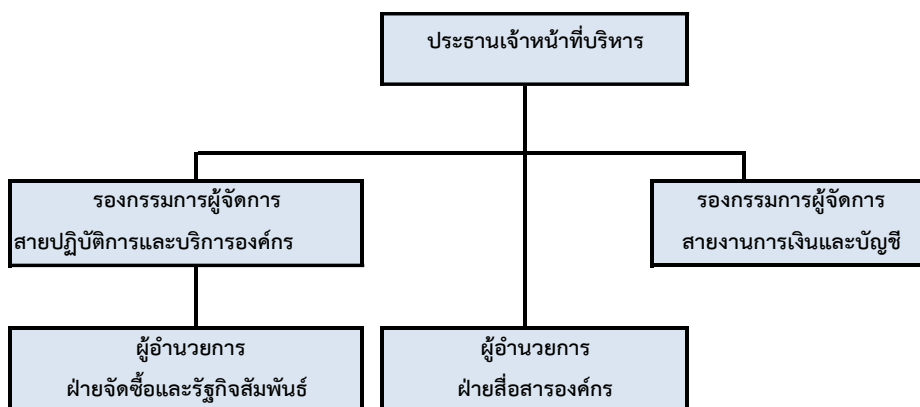 ประธานเจ้าหน้าที่บริหาร
รองกรรมการผู้จัดการ
สายปฏิบัติการและบริการองค์กร
รองกรรมการผู้จัดการ
สายงานการเงินและบัญชี
ผู้อำนวยการ
ฝ่ายจัดซื้อและรัฐกิจสัมพันธ์
ผู้อำนวยการ
ฝ่ายสื่อสารองค์กร